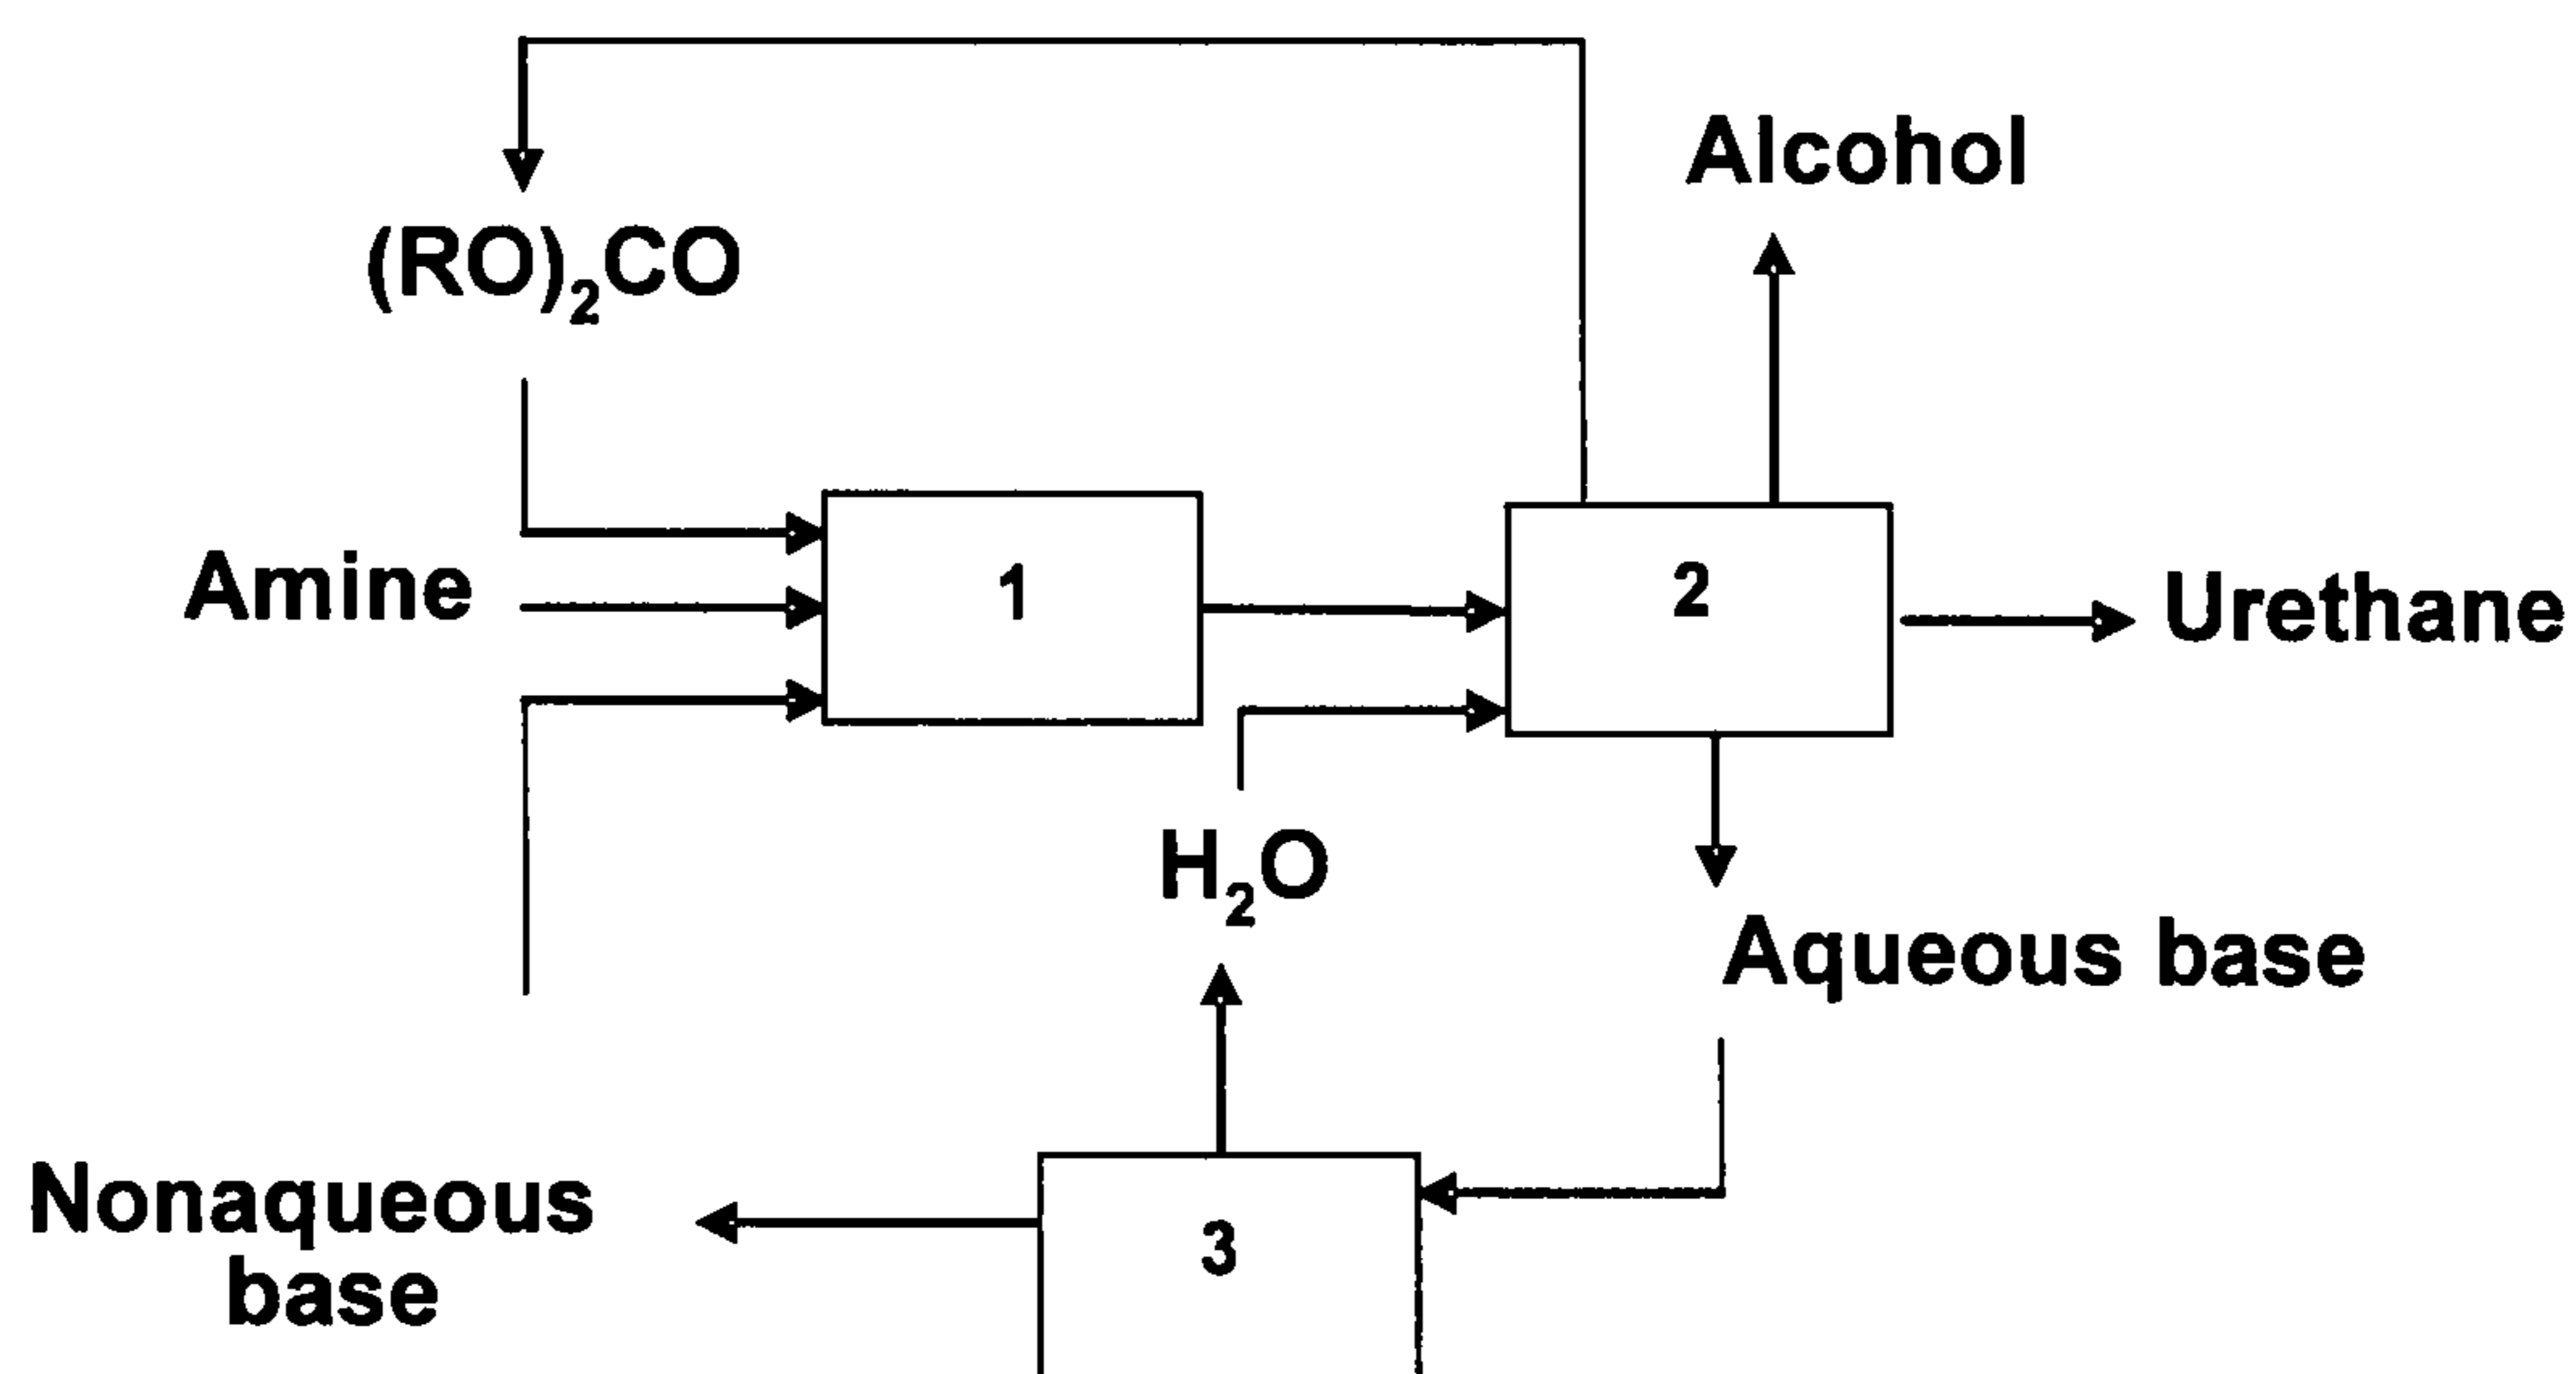 Alcohol
(RO)₂CO
Amine
1
2
Urethane
H₂O
Aqueous base
Nonaqueous
base
3